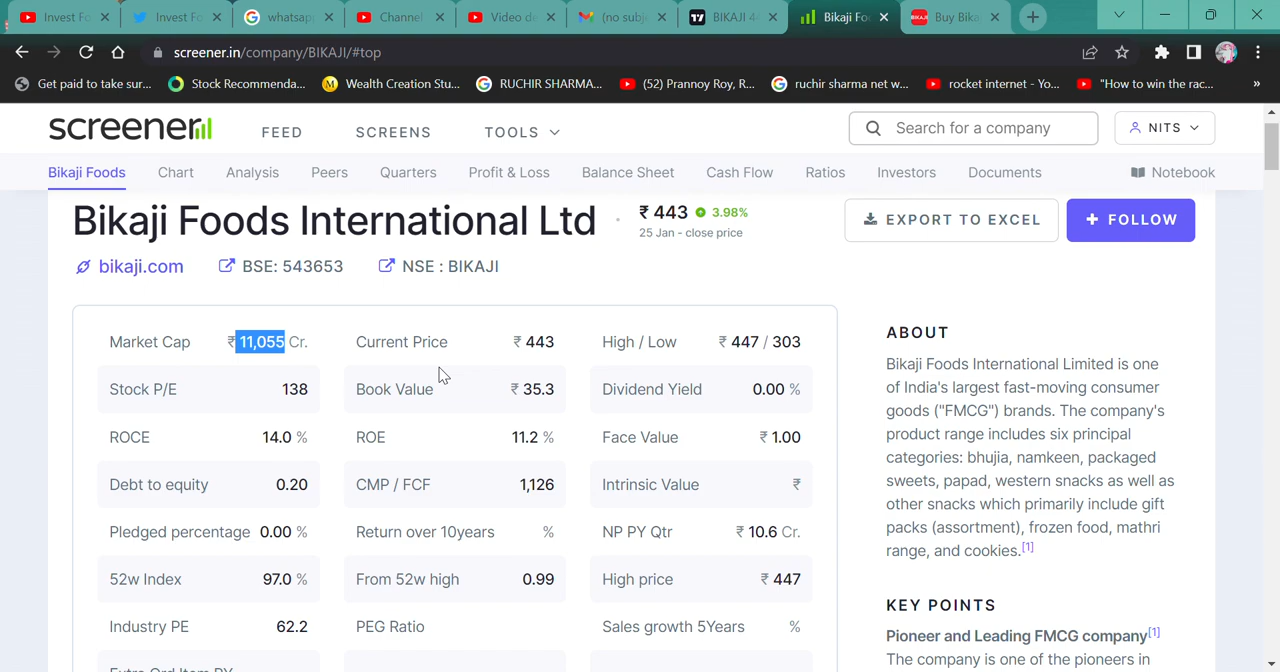 Invest Fo
Invest Fo
whatsap
Channel
Video de
(no subj
BIKAJI 4
Bikaji Foo
Buy Bika
screener.in/company/BIKAJI/#top
Get paid to take sur...
Stock Recommenda...
Wealth Creation Stu...
RUCHIR SHARMA...
(52) Prannoy Roy, R...
ruchir sharma net w...
rocket internet - Yo...
"How to win the rac...
»
screener
FEED
SCREENS
TOOLS
Search for a company
NITS
Bikaji Foods
Chart
Analysis
Peers
Quarters
Profit & Loss
Balance Sheet
Cash Flow
Ratios
Investors
Documents
Notebook
Bikaji Foods International Ltd
₹ 443 3.98%
25 Jan - close price
EXPORT TO EXCEL
+ FOLLOW
bikaji.com
BSE: 543653
NSE : BIKAJI
Market Cap ₹ 11,055 Cr.
Current Price ₹ 443
High / Low ₹ 447 / 303
Stock P/E 138
Book Value ₹ 35.3
Dividend Yield 0.00 %
ROCE 14.0 %
ROE 11.2 %
Face Value ₹ 1.00
Debt to equity 0.20
CMP / FCF 1,126
Intrinsic Value ₹
Pledged percentage 0.00 %
Return over 10years %
NP PY Qtr ₹ 10.6 Cr.
52w Index 97.0 %
From 52w high 0.99
High price ₹ 447
Industry PE 62.2
PEG Ratio
Sales growth 5Years %
Extra Ord Item PY
ABOUT
Bikaji Foods International Limited is one
of India's largest fast-moving consumer
goods ("FMCG") brands. The company's
product range includes six principal
categories: bhujia, namkeen, packaged
sweets, papad, western snacks as well as
other snacks which primarily include gift
packs (assortment), frozen food, mathri
range, and cookies.[1]
KEY POINTS
Pioneer and Leading FMCG company[1]
The company is one of the pioneers in